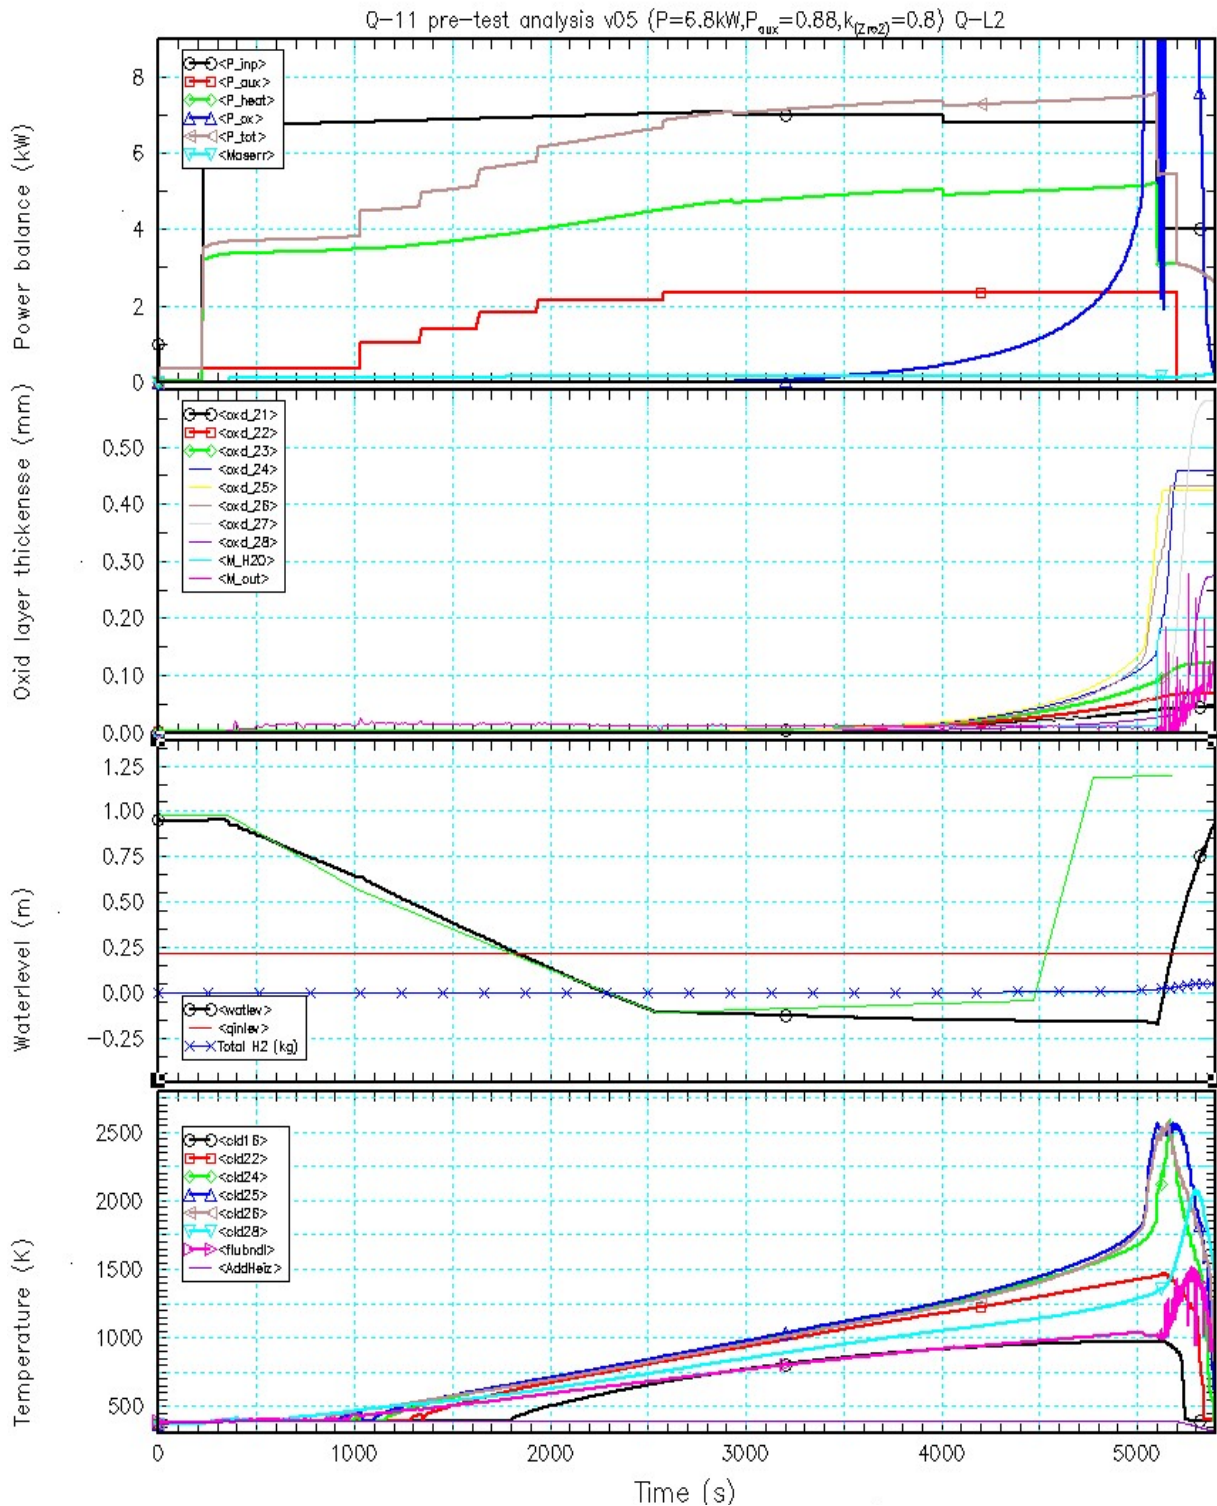 Q-11 pre-test analysis v05 (P=6.8kW,P_aux=0.88,k_(Zro2)=0.8) Q-L2
Power balance (kW)
8
6
4
2
0
<P_inp>
<P_aux>
<P_heat>
<P_ox>
<P_tot>
<Maserr>
Oxid layer thickensse (mm)
0.50
0.40
0.30
0.20
0.10
0.00
<oxd_21>
<oxd_22>
<oxd_23>
<oxd_24>
<oxd_25>
<oxd_26>
<oxd_27>
<oxd_28>
<M_H2O>
<M_out>
Waterlevel (m)
1.25
1.00
0.75
0.50
0.25
0.00
-0.25
<watlev>
<qinlev>
Total H2 (kg)
Temperature (K)
2500
2000
1500
1000
500
<cld16>
<cld22>
<cld24>
<cld25>
<cld26>
<cld28>
<flubndl>
<AddHeiz>
0 1000 2000 3000 4000 5000
Time (s)